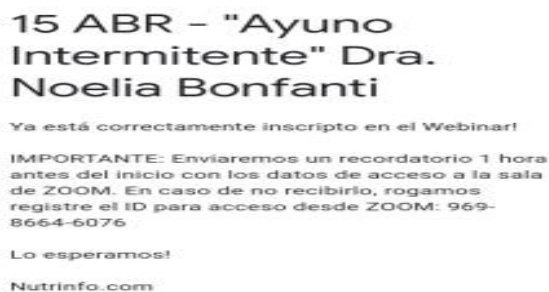 15 ABR - "Ayuno
Intermitente" Dra.
Noelia Bonfanti
Ya está correctamente inscripto en el Webinar!
IMPORTANTE: Enviaremos un recordatorio 1 hora
antes del inicio con los datos de acceso a la sala
de ZOOM. En caso de no recibirlo, rogamos
registre el ID para acceso desde ZOOM: 969-
8664-6076
Lo esperamos!
Nutrinfo.com